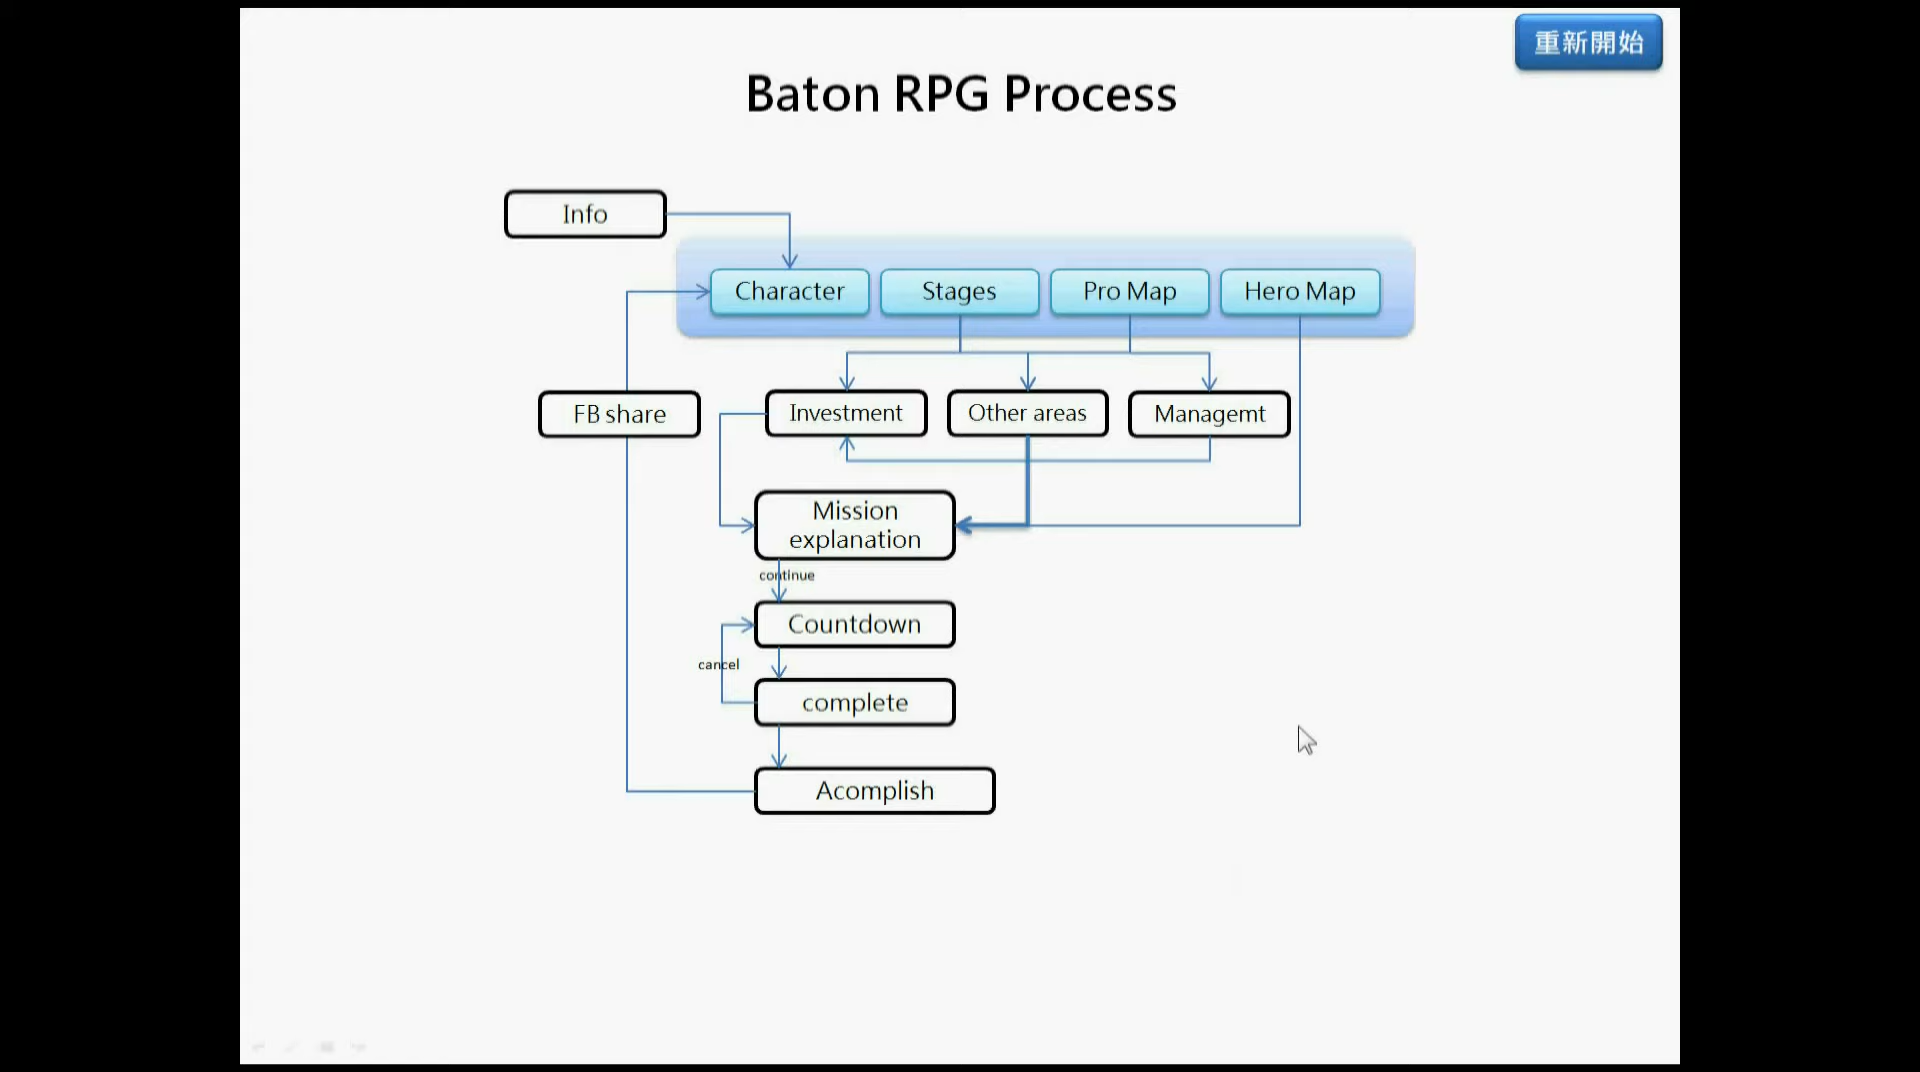 重新開始
Baton RPG Process
Info
Character
Stages
Pro Map
Hero Map
FB share
Investment
Other areas
Managemt
Mission
explanation
continue
Countdown
cancel
complete
Acomplish